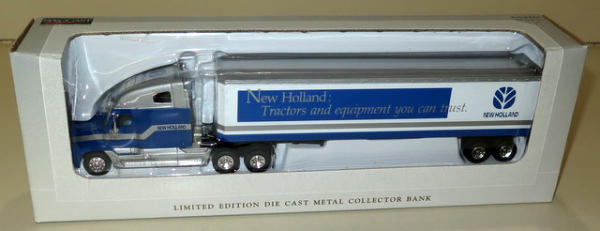 New Holland:
Tractors and equipment you can trust.
NEW HOLLAND
NEW HOLLAND
LIMITED EDITION DIE CAST METAL COLLECTOR BANK